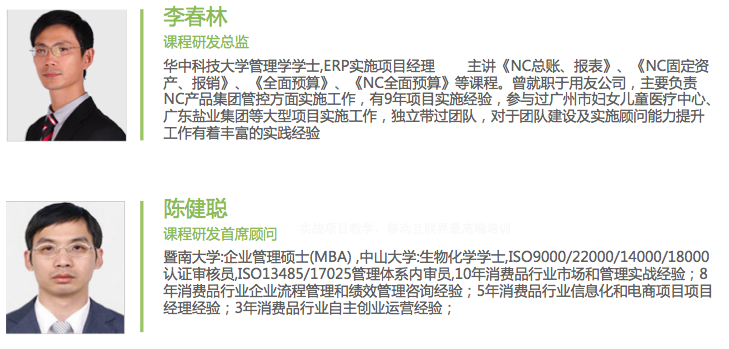 李春林
课程研发总监
华中科技大学管理学学士,ERP实施项目经理 主讲《NC总账、报表》、《NC固定资
产、报销》、《全面预算》、《NC全面预算》等课程。曾就职于用友公司，主要负责
NC产品集团管控方面实施工作，有9年项目实施经验，参与过广州市妇女儿童医疗中心、
广东盐业集团等大型项目实施工作，独立带过团队，对于团队建设及实施顾问能力提升
工作有着丰富的实践经验
陈健聪
课程研发首席顾问
暨南大学:企业管理硕士(MBA) ,中山大学:生物化学学士,ISO9000/22000/14000/18000
认证审核员,ISO13485/17025管理体系内审员,10年消费品行业市场和管理实战经验；8
年消费品行业企业流程管理和绩效管理咨询经验；5年消费品行业信息化和电商项目项目
经理经验；3年消费品行业自主创业运营经验；